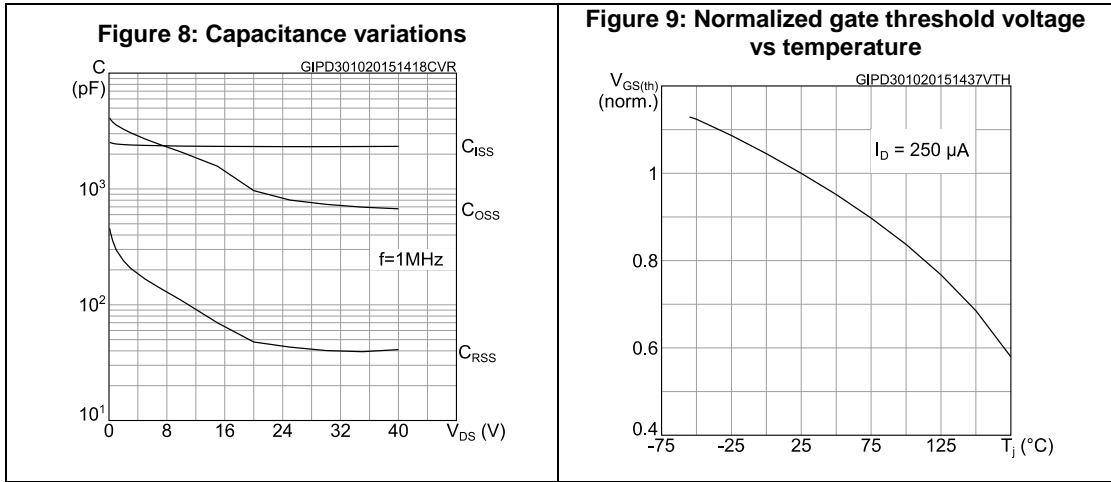 Figure 8: Capacitance variations
GIPD301020151418CVR
C
(pF)
C_ISS
10^3
C_OSS
f=1MHz
10^2
C_RSS
10^1
0 8 16 24 32 40 V_DS (V)
Figure 9: Normalized gate threshold voltage
vs temperature
GIPD301020151437VTH
V_GS(th)
(norm.)
I_D = 250 µA
1
0.8
0.6
0.4
-75 -25 25 75 125 T_j (°C)